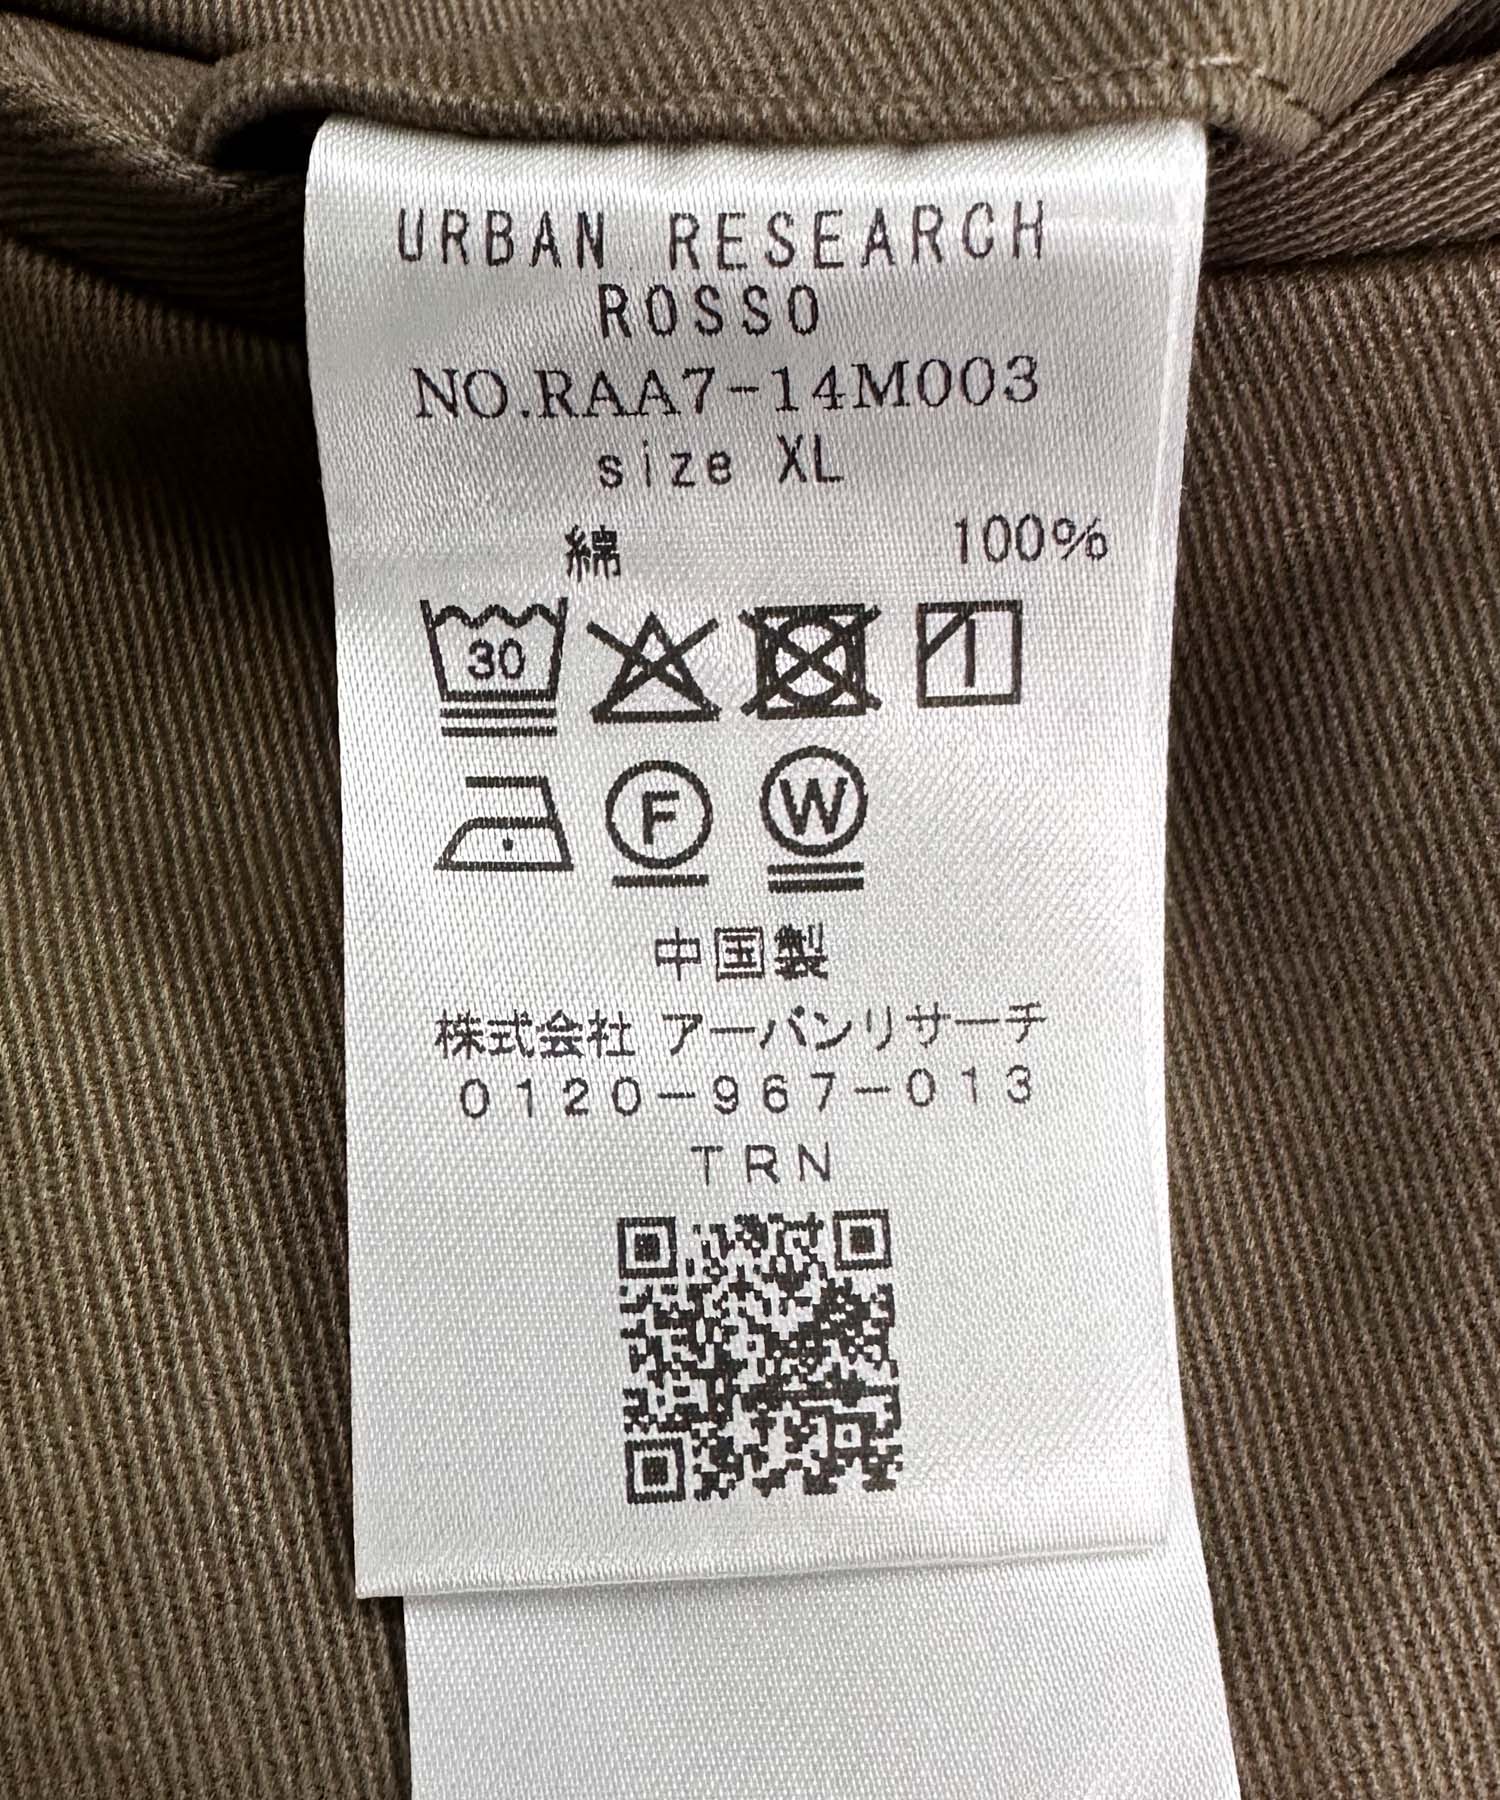 URBAN RESEARCH
ROSSO
NO.RAA7-14M003
size XL
綿 100%
30
F W
中国製
株式会社 アーバンリサーチ
0120-967-013
TRN